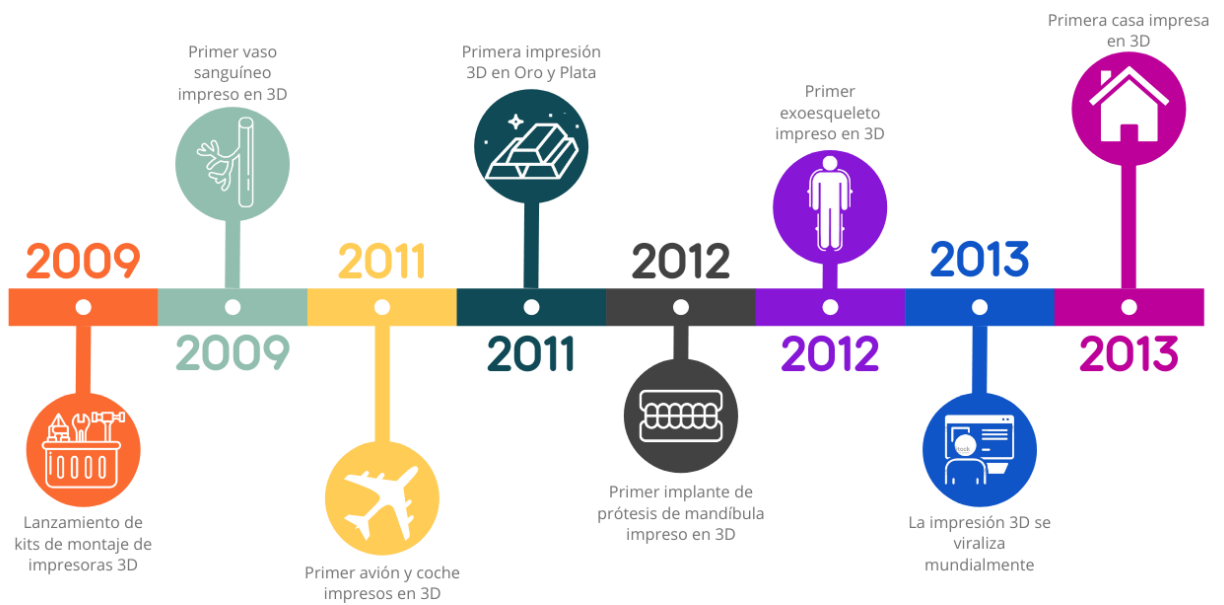 2009
Lanzamiento de
kits de montaje de
impresoras 3D
Primer vaso
sanguíneo
impreso en 3D
2009
2011
Primer avión y coche
impresos en 3D
Primera impresión
3D en Oro y Plata
2011
2012
Primer implante de
prótesis de mandíbula
impreso en 3D
Primer
exoesqueleto
impreso en 3D
2012
2013
La impresión 3D se
viraliza
mundialmente
Primera casa impresa
en 3D
2013